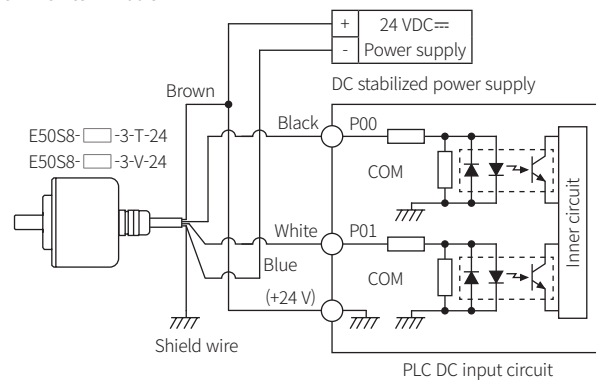 + 24 VDC⎓
- Power supply
DC stabilized power supply
Brown
E50S8-□-3-T-24
E50S8-□-3-V-24
Black
P00
COM
White
P01
Blue
COM
(+24 V)
Inner circuit
Shield wire
PLC DC input circuit